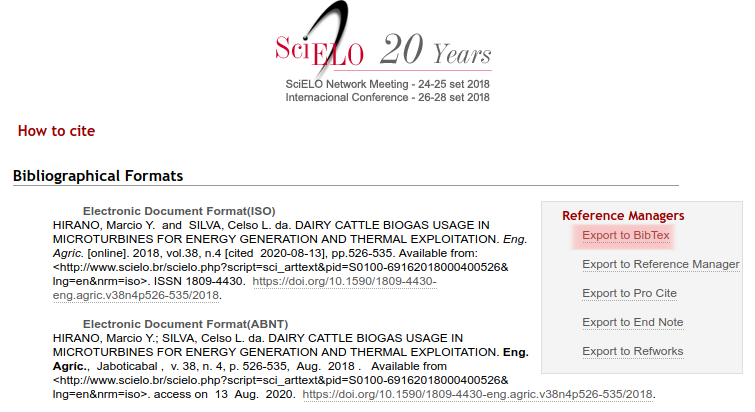 SciELO 20 Years
SciELO Network Meeting - 24-25 set 2018
Internacional Conference - 26-28 set 2018
How to cite
Bibliographical Formats
Electronic Document Format(ISO)
HIRANO, Marcio Y. and SILVA, Celso L. da. DAIRY CATTLE BIOGAS USAGE IN
MICROTURBINES FOR ENERGY GENERATION AND THERMAL EXPLOITATION. Eng.
Agríc. [online]. 2018, vol.38, n.4 [cited 2020-08-13], pp.526-535. Available from:
<http://www.scielo.br/scielo.php?script=sci_arttext&pid=S0100-69162018000400526&
lng=en&nrm=iso>. ISSN 1809-4430. https://doi.org/10.1590/1809-4430-
eng.agric.v38n4p526-535/2018.
Electronic Document Format(ABNT)
HIRANO, Marcio Y.; SILVA, Celso L. da. DAIRY CATTLE BIOGAS USAGE IN
MICROTURBINES FOR ENERGY GENERATION AND THERMAL EXPLOITATION. Eng.
Agríc., Jaboticabal , v. 38, n. 4, p. 526-535, Aug. 2018 . Available from
<http://www.scielo.br/scielo.php?script=sci_arttext&pid=S0100-69162018000400526&
lng=en&nrm=iso>. access on 13 Aug. 2020. https://doi.org/10.1590/1809-4430-eng.agric.v38n4p526-535/2018.
Reference Managers
Export to BibTex
Export to Reference Manager
Export to Pro Cite
Export to End Note
Export to Refworks